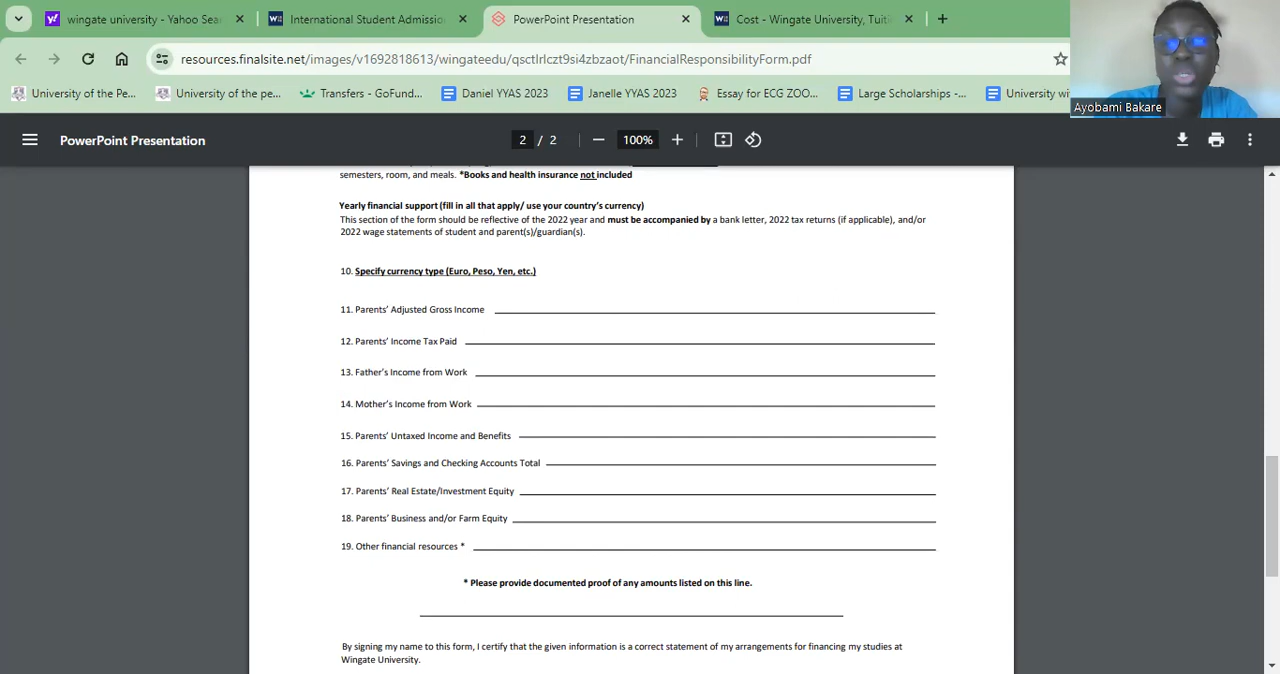 wingate university - Yahoo Sea
International Student Admissio
PowerPoint Presentation
Cost - Wingate University, Tuiti
resources.finalsite.net/images/v1692818613/wingateedu/qsctlrlczt9si4zbzaot/FinancialResponsibilityForm.pdf
University of the Pe...
University of the pe...
Transfers - GoFund...
Daniel YYAS 2023
Janelle YYAS 2023
Essay for ECG ZOO...
Large Scholarships -...
University wi
Ayobami Bakare
PowerPoint Presentation
2 / 2
100%
semesters, room, and meals. *Books and health insurance not included
Yearly financial support (fill in all that apply/ use your country's currency)
This section of the form should be reflective of the 2022 year and must be accompanied by a bank letter, 2022 tax returns (if applicable), and/or
2022 wage statements of student and parent(s)/guardian(s).
10. Specify currency type (Euro, Peso, Yen, etc.)
11. Parents' Adjusted Gross Income
12. Parents' Income Tax Paid
13. Father's Income from Work
14. Mother's Income from Work
15. Parents' Untaxed Income and Benefits
16. Parents' Savings and Checking Accounts Total
17. Parents' Real Estate/Investment Equity
18. Parents' Business and/or Farm Equity
19. Other financial resources *
* Please provide documented proof of any amounts listed on this line.
By signing my name to this form, I certify that the given information is a correct statement of my arrangements for financing my studies at
Wingate University.